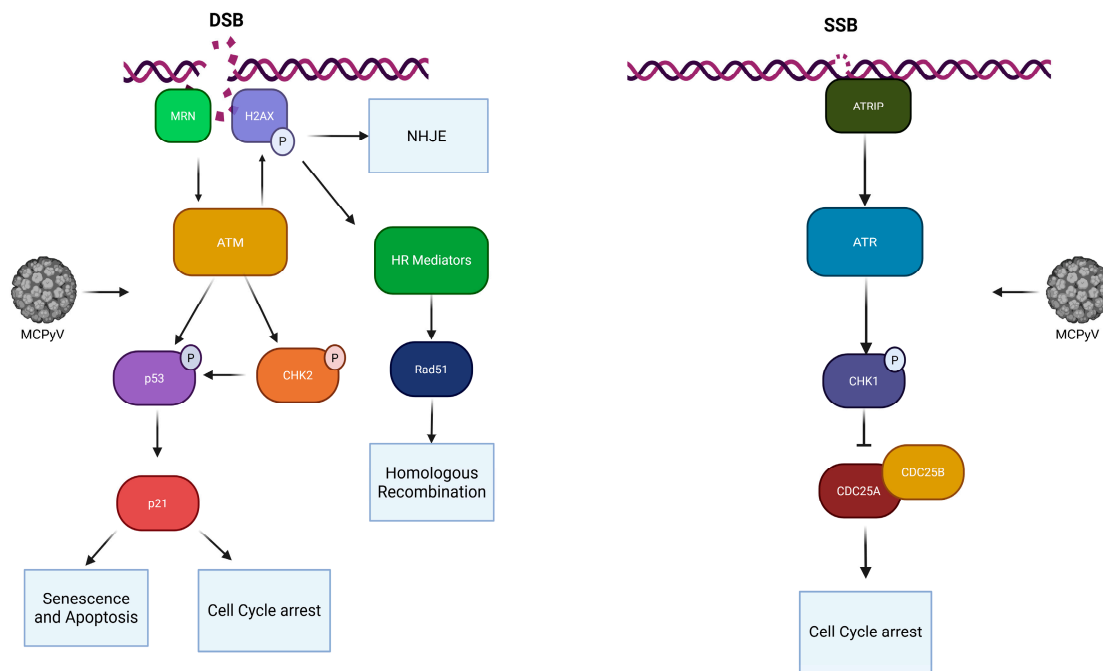 DSB
MRN
H2AX
P
NHJE
ATM
HR Mediators
MCPyV
P
p53
P
CHK2
Rad51
Homologous
Recombination
p21
Senescence
and Apoptosis
Cell Cycle arrest
SSB
ATRIP
ATR
MCPyV
P
CHK1
CDC25B
CDC25A
Cell Cycle arrest